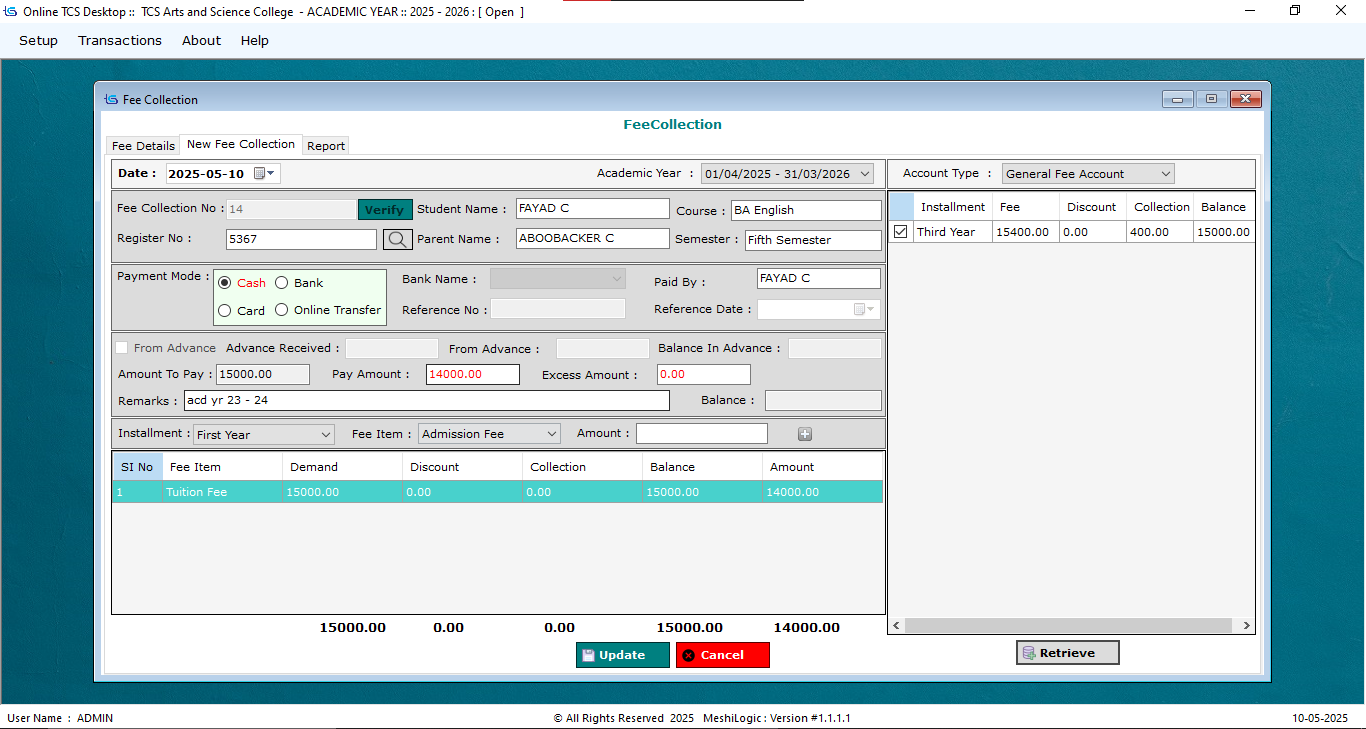 Online TCS Desktop :: TCS Arts and Science College - ACADEMIC YEAR :: 2025 - 2026 : [ Open ]
Setup Transactions About Help
Fee Collection
FeeCollection
Fee Details New Fee Collection Report
Date : 2025-05-10 Academic Year : 01/04/2025 - 31/03/2026 Account Type : General Fee Account
Fee Collection No : 14 Verify Student Name : FAYAD C Course : BA English
Register No : 5367 Parent Name : ABOOBACKER C Semester : Fifth Semester
Installment Fee Discount Collection Balance
Third Year 15400.00 0.00 400.00 15000.00
Payment Mode : Cash Bank Bank Name : Paid By : FAYAD C
Card Online Transfer Reference No : Reference Date :
From Advance Advance Received : From Advance : Balance In Advance :
Amount To Pay : 15000.00 Pay Amount : 14000.00 Excess Amount : 0.00
Remarks : acd yr 23 - 24 Balance :
Installment : First Year Fee Item : Admission Fee Amount :
SI No Fee Item Demand Discount Collection Balance Amount
1 Tuition Fee 15000.00 0.00 0.00 15000.00 14000.00
15000.00 0.00 0.00 15000.00 14000.00
Update Cancel Retrieve
User Name : ADMIN © All Rights Reserved 2025 MeshiLogic : Version #1.1.1.1 10-05-2025